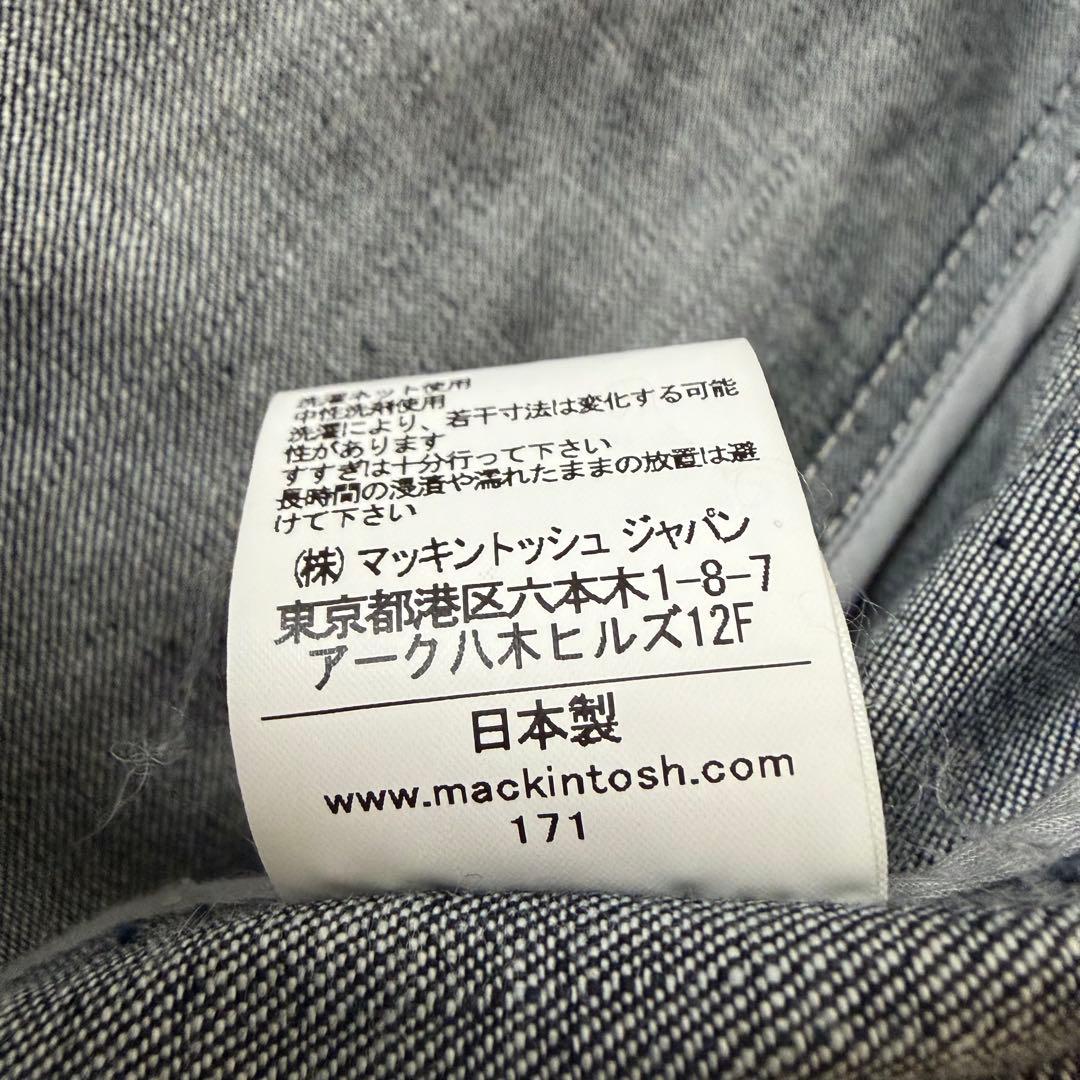 洗濯ネット使用
中性洗剤使用
洗濯により、若干寸法は変化する可能
性があります
すすぎは十分行って下さい
長時間の浸漬や濡れたままの放置は避
けて下さい
(株)マッキントッシュ ジャパン
東京都港区六本木1-8-7
アーク八木ヒルズ12F
日本製
www.mackintosh.com
171